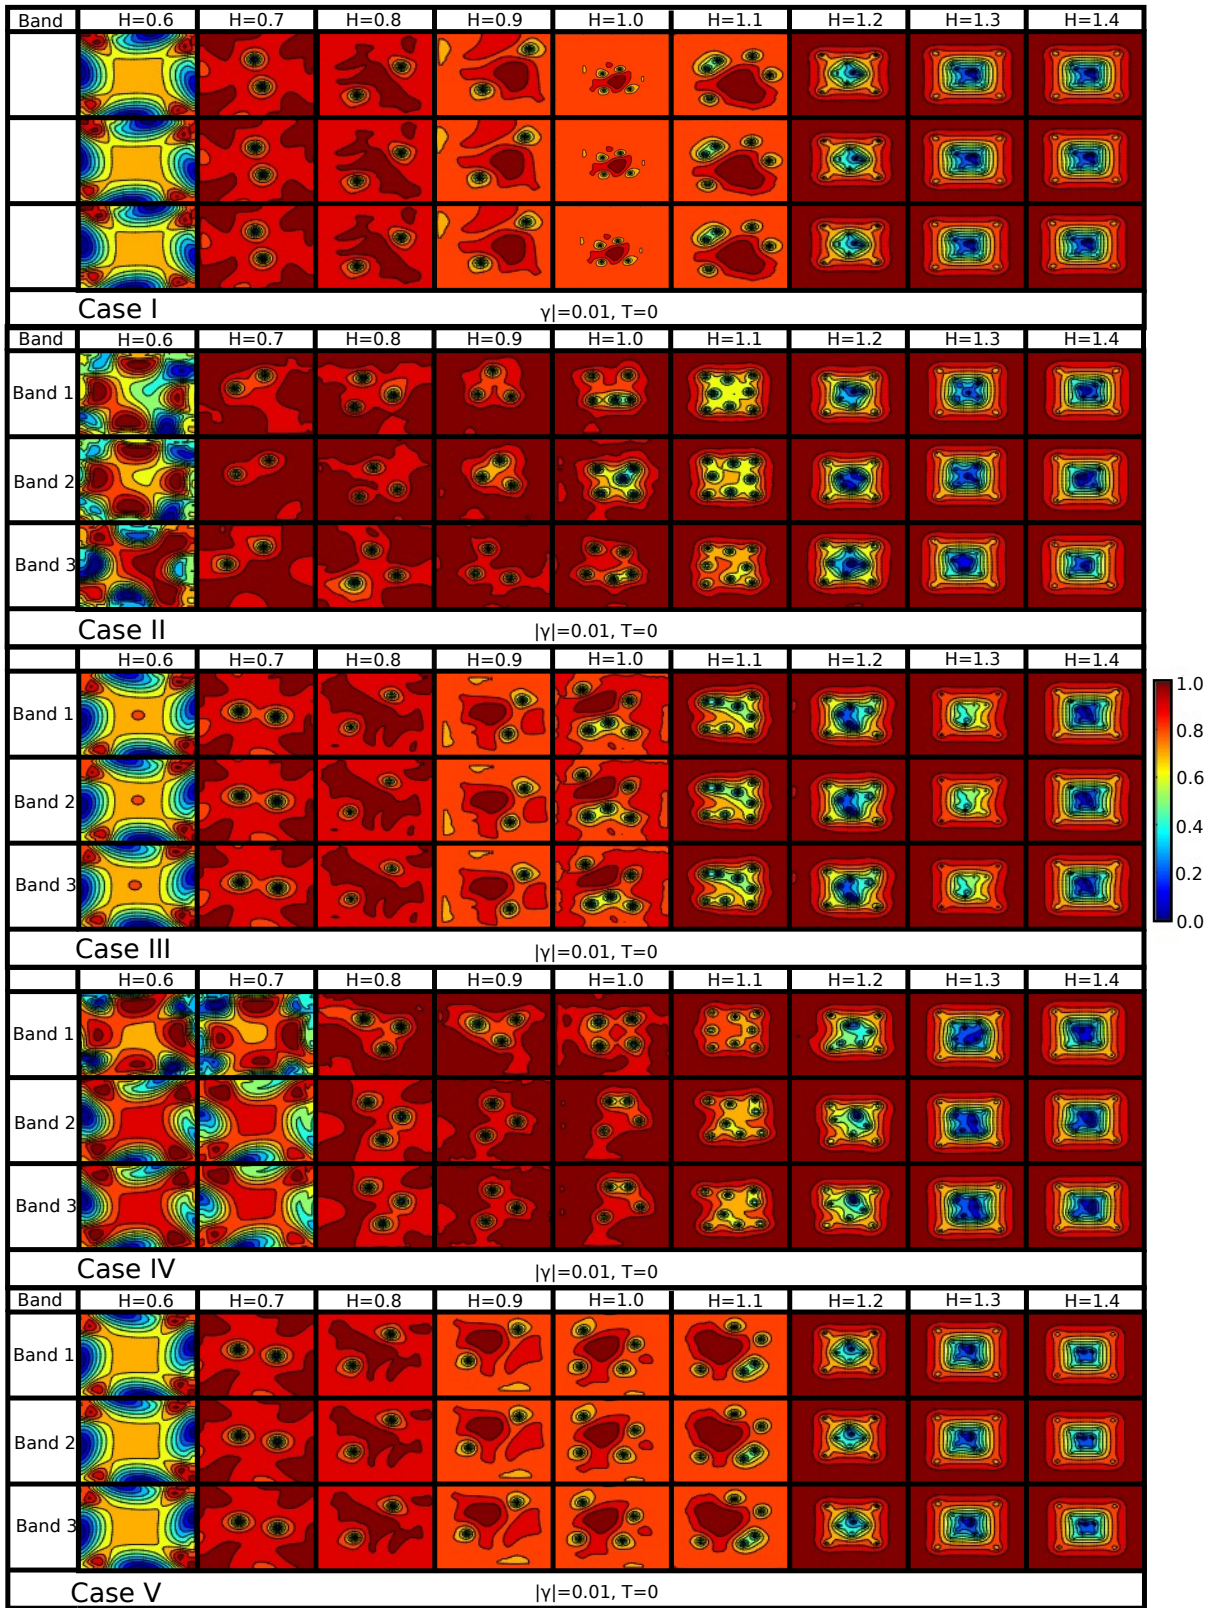 Band H=0.6 H=0.7 H=0.8 H=0.9 H=1.0 H=1.1 H=1.2 H=1.3 H=1.4
Case I γ|=0.01, T=0
Band H=0.6 H=0.7 H=0.8 H=0.9 H=1.0 H=1.1 H=1.2 H=1.3 H=1.4
Band 1
Band 2
Band 3
Case II |γ|=0.01, T=0
H=0.6 H=0.7 H=0.8 H=0.9 H=1.0 H=1.1 H=1.2 H=1.3 H=1.4
Band 1
Band 2
Band 3
1.0
0.8
0.6
0.4
0.2
0.0
Case III |γ|=0.01, T=0
H=0.6 H=0.7 H=0.8 H=0.9 H=1.0 H=1.1 H=1.2 H=1.3 H=1.4
Band 1
Band 2
Band 3
Case IV |γ|=0.01, T=0
Band H=0.6 H=0.7 H=0.8 H=0.9 H=1.0 H=1.1 H=1.2 H=1.3 H=1.4
Band 1
Band 2
Band 3
Case V |γ|=0.01, T=0